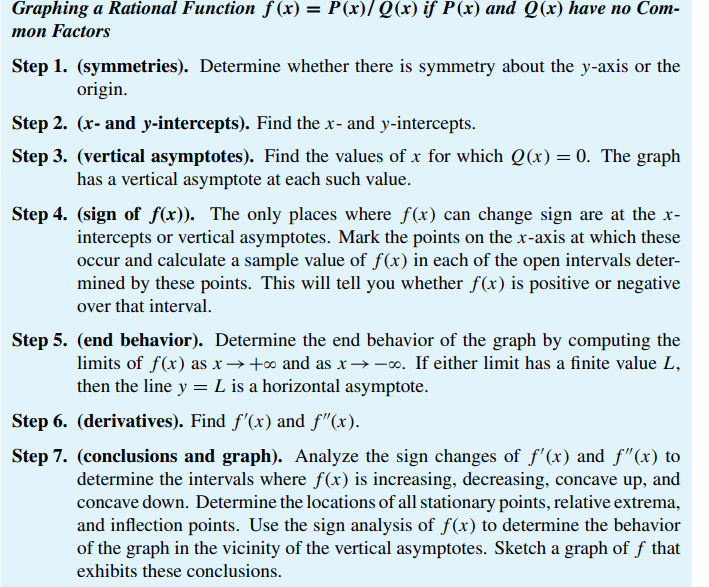 Graphing a Rational Function f (x) = P(x)/ Q(x) if P(x) and Q(x) have no Com-
mon Factors
Step 1. (symmetries). Determine whether there is symmetry about the y-axis or the
origin.
Step 2. (x- and y-intercepts). Find the x- and y-intercepts.
Step 3. (vertical asymptotes). Find the values of x for which Q(x) = 0. The graph
has a vertical asymptote at each such value.
Step 4. (sign of f(x)). The only places where f(x) can change sign are at the x-
intercepts or vertical asymptotes. Mark the points on the x-axis at which these
occur and calculate a sample value of f(x) in each of the open intervals deter-
mined by these points. This will tell you whether f(x) is positive or negative
over that interval.
Step 5. (end behavior). Determine the end behavior of the graph by computing the
limits of f(x) as x → +∞ and as x → −∞. If either limit has a finite value L,
then the line y = L is a horizontal asymptote.
Step 6. (derivatives). Find f′(x) and f″(x).
Step 7. (conclusions and graph). Analyze the sign changes of f′(x) and f″(x) to
determine the intervals where f(x) is increasing, decreasing, concave up, and
concave down. Determine the locations of all stationary points, relative extrema,
and inflection points. Use the sign analysis of f(x) to determine the behavior
of the graph in the vicinity of the vertical asymptotes. Sketch a graph of f that
exhibits these conclusions.